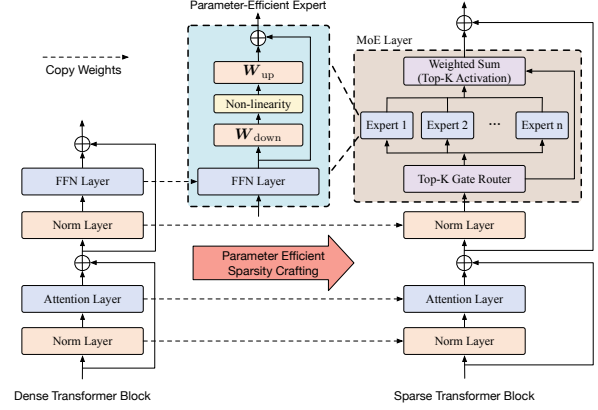 Parameter-Efficient Expert
Copy Weights
W up
Non-linearity
W down
FFN Layer
MoE Layer
Weighted Sum
(Top-K Activation)
Expert 1
Expert 2
...
Expert n
Top-K Gate Router
FFN Layer
Norm Layer
Norm Layer
Parameter Efficient
Sparsity Crafting
Attention Layer
Attention Layer
Norm Layer
Norm Layer
Dense Transformer Block
Sparse Transformer Block